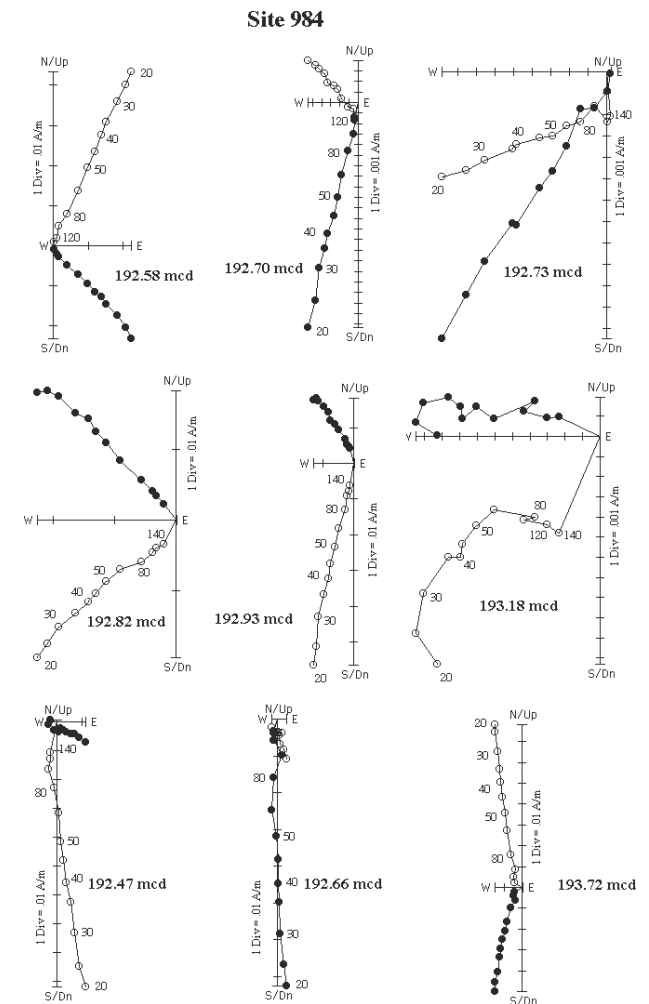 Site 984
N/Up
20
30
40
50
80
120
W
E
S/Dn
1 Div = .01 A/m
192.58 mcd
N/Up
W
E
120
80
50
40
30
20
S/Dn
1 Div = .001 A/m
192.70 mcd
N/Up
W
E
140
80
50
40
30
20
S/Dn
1 Div = .001 A/m
192.73 mcd
N/Up
W
E
140
80
50
40
30
20
S/Dn
1 Div = .01 A/m
192.82 mcd
N/Up
W
E
140
80
50
40
30
20
S/Dn
1 Div = .01 A/m
192.93 mcd
N/Up
W
E
80
50
120
140
40
30
20
S/Dn
1 Div = .001 A/m
193.18 mcd
N/Up
W
E
140
80
50
40
30
20
S/Dn
1 Div = .01 A/m
192.47 mcd
N/Up
W
E
80
50
40
30
20
S/Dn
1 Div = .01 A/m
192.66 mcd
N/Up
20
30
40
50
80
W
E
S/Dn
1 Div = .01 A/m
193.72 mcd